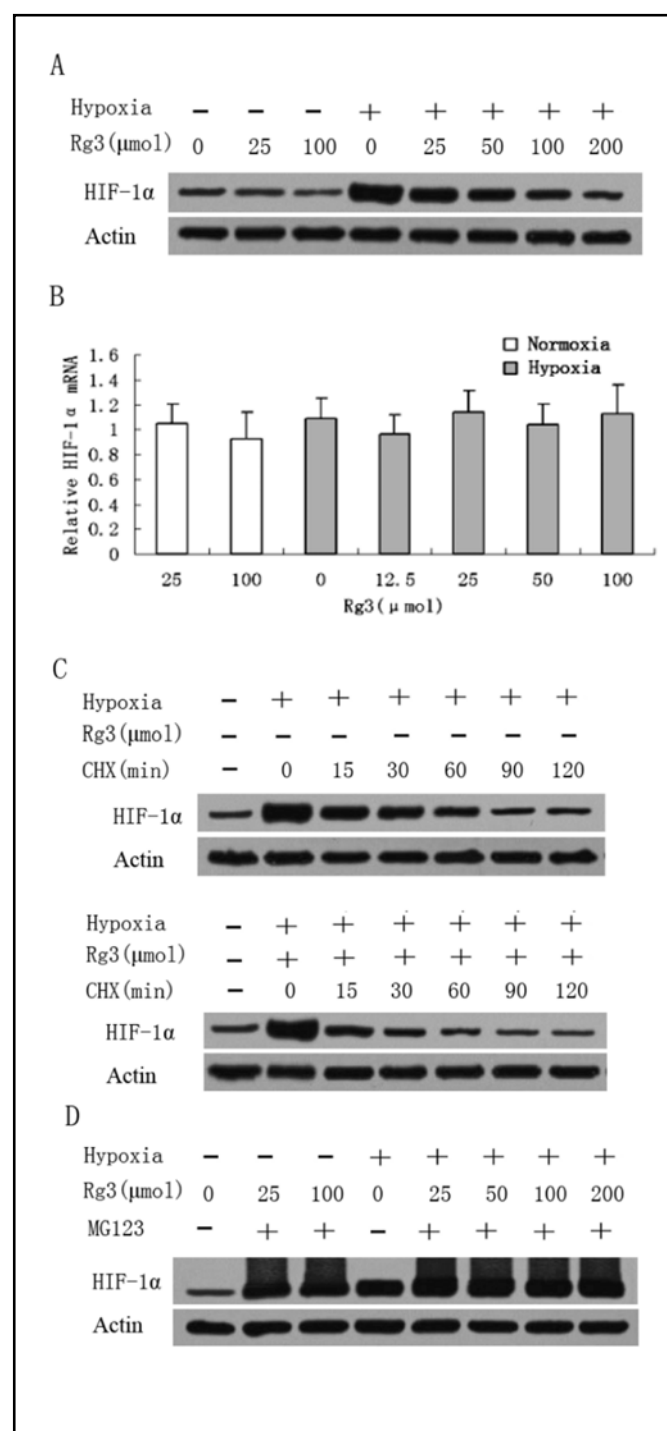 A
Hypoxia − − − + + + + +
Rg3(μmol) 0 25 100 0 25 50 100 200
HIF-1α
Actin
B
Relative HIF-1α mRNA
1.6
1.4
1.2
1
0.8
0.6
0.4
0.2
0
Normoxia
Hypoxia
25 100 0 12.5 25 50 100
Rg3(μmol)
C
Hypoxia − + + + + + +
Rg3(μmol) − − − − − − −
CHX(min) − 0 15 30 60 90 120
HIF-1α
Actin
Hypoxia − + + + + + +
Rg3(μmol) − + + + + + +
CHX(min) − 0 15 30 60 90 120
HIF-1α
Actin
D
Hypoxia − − − + + + + +
Rg3(μmol) 0 25 100 0 25 50 100 200
MG123 − + + − + + + +
HIF-1α
Actin